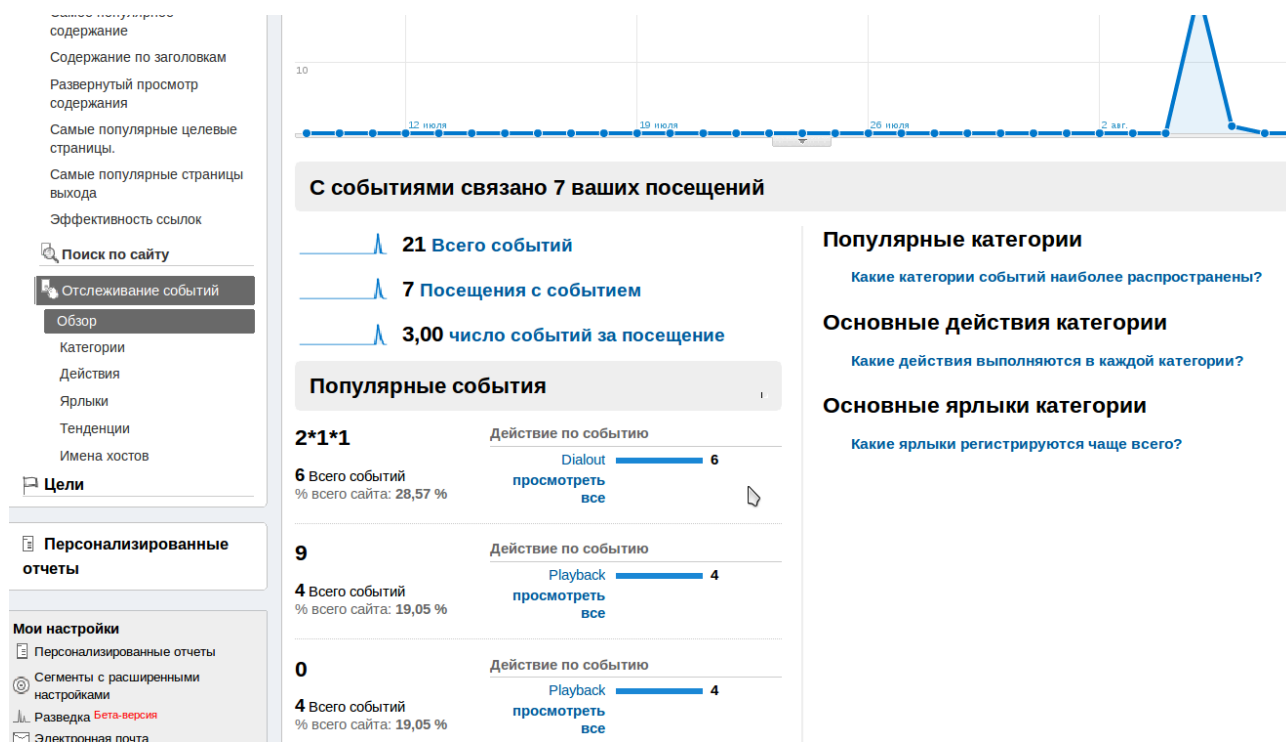 Самое популярное
содержание
Содержание по заголовкам
Развернутый просмотр
содержания
Самые популярные целевые
страницы.
Самые популярные страницы
выхода
Эффективность ссылок
Поиск по сайту
Отслеживание событий
Обзор
Категории
Действия
Ярлыки
Тенденции
Имена хостов
Цели
Персонализированные
отчеты
Мои настройки
Персонализированные отчеты
Сегменты с расширенными
настройками
Разведка Бета-версия
Электронная почта
10
12 июля
19 июля
26 июля
2 авг.
С событиями связано 7 ваших посещений
21 Всего событий
7 Посещения с событием
3,00 число событий за посещение
Популярные события
2*1*1
6 Всего событий
% всего сайта: 28,57 %
Действие по событию
Dialout 6
просмотреть
все
9
4 Всего событий
% всего сайта: 19,05 %
Действие по событию
Playback 4
просмотреть
все
0
4 Всего событий
% всего сайта: 19,05 %
Действие по событию
Playback 4
просмотреть
все
Популярные категории
Какие категории событий наиболее распространены?
Основные действия категории
Какие действия выполняются в каждой категории?
Основные ярлыки категории
Какие ярлыки регистрируются чаще всего?